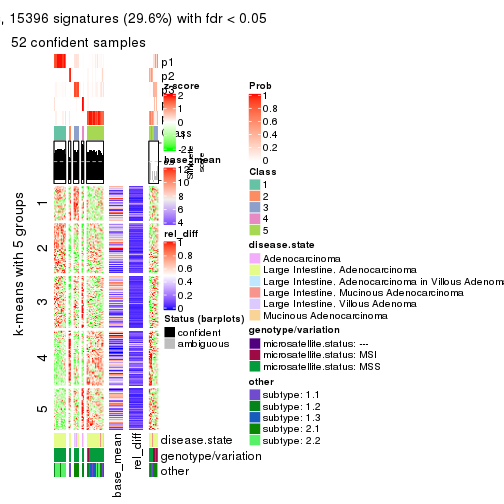 , 15396 signatures (29.6%) with fdr < 0.05
52 confident samples
p1
p2
z-score
2
1
0
base_mean
12
10
8
6
4
rel_diff
1
0.8
0.6
0.4
0.2
0
Status (barplots)
confident
ambiguous
Silhouette
score
Prob
1
0.8
0.6
0.4
0.2
0
Class
1
2
3
4
5
disease.state
Adenocarcinoma
Large Intestine. Adenocarcinoma
Large Intestine. Adenocarcinoma in Villous Adenom
Large Intestine. Mucinous Adenocarcinoma
Large Intestine. Villous Adenoma
Mucinous Adenocarcinoma
genotype/variation
microsatellite.status: ---
microsatellite.status: MSI
microsatellite.status: MSS
other
subtype: 1.1
subtype: 1.2
subtype: 1.3
subtype: 2.1
subtype: 2.2
k-means with 5 groups
1
2
3
4
5
disease.state
genotype/variation
other
base_mean
rel_diff